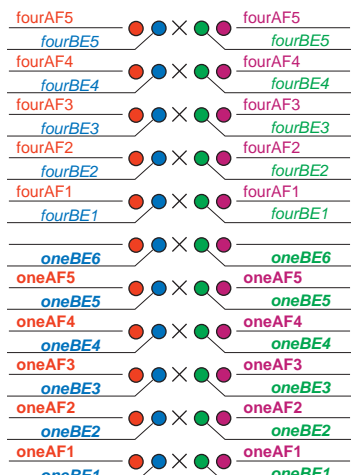 fourAF5 fourAF5
fourBE5 fourBE5
fourAF4 fourAF4
fourBE4 fourBE4
fourAF3 fourAF3
fourBE3 fourBE3
fourAF2 fourAF2
fourBE2 fourBE2
fourAF1 fourAF1
fourBE1 fourBE1
oneBE6 oneBE6
oneAF5 oneAF5
oneBE5 oneBE5
oneAF4 oneAF4
oneBE4 oneBE4
oneAF3 oneAF3
oneBE3 oneBE3
oneAF2 oneAF2
oneBE2 oneBE2
oneAF1 oneAF1
oneBE1 oneBE1